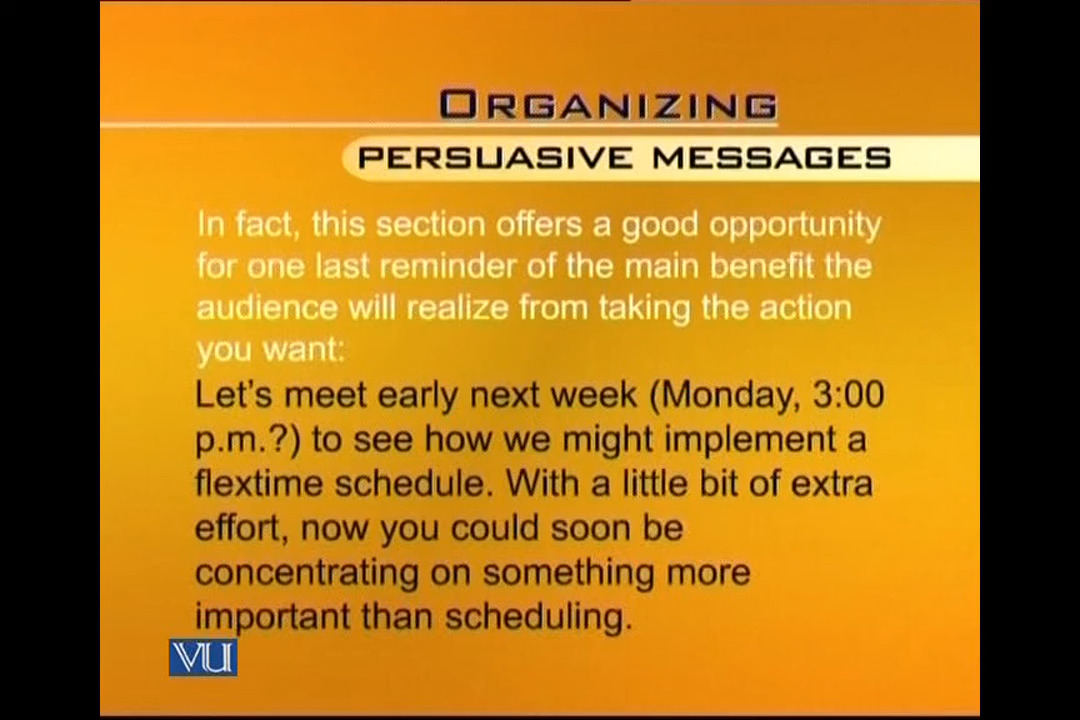 ORGANIZING
PERSUASIVE MESSAGES
In fact, this section offers a good opportunity
for one last reminder of the main benefit the
audience will realize from taking the action
you want:
Let's meet early next week (Monday, 3:00
p.m.?) to see how we might implement a
flextime schedule. With a little bit of extra
effort, now you could soon be
concentrating on something more
important than scheduling.
VU